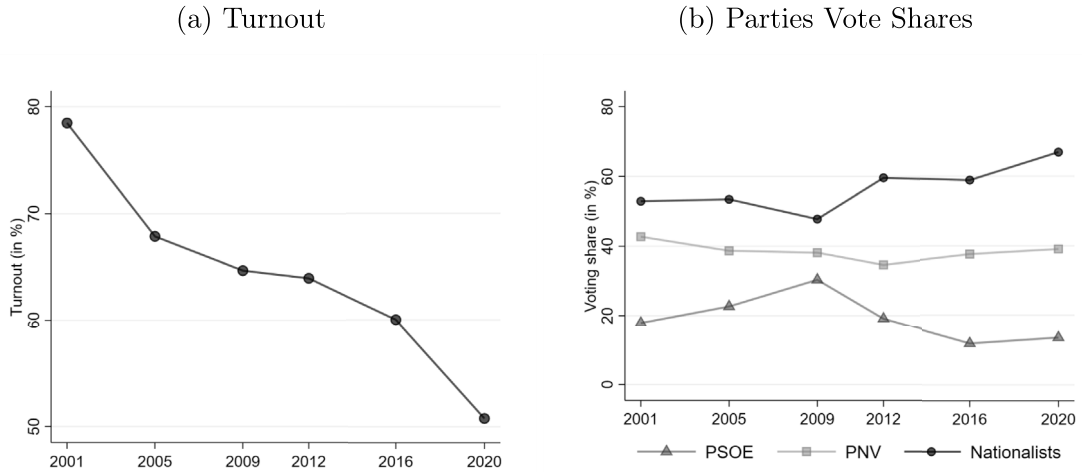 (a) Turnout
(b) Parties Vote Shares
Turnout (in %)
80
70
60
50
2001 2005 2009 2012 2016 2020
Voting share (in %)
80
60
40
20
0
2001 2005 2009 2012 2016 2020
PSOE PNV Nationalists